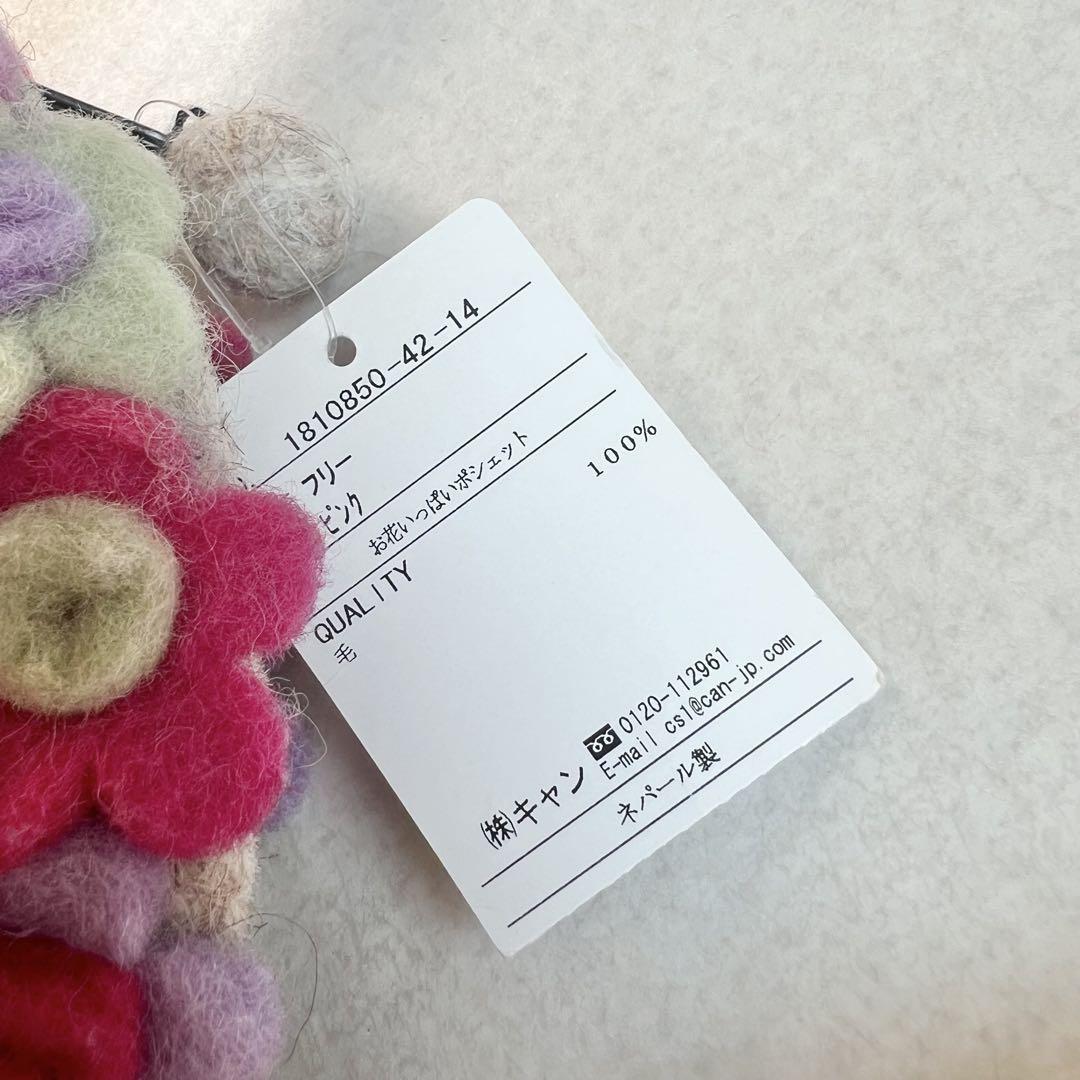 1810850-42-14
フリー
ピンク
お花いっぱいポシェット
QUALITY
毛 100%
㈱キャン 0120-112961
E-mail cs1@can-jp.com
ネパール製